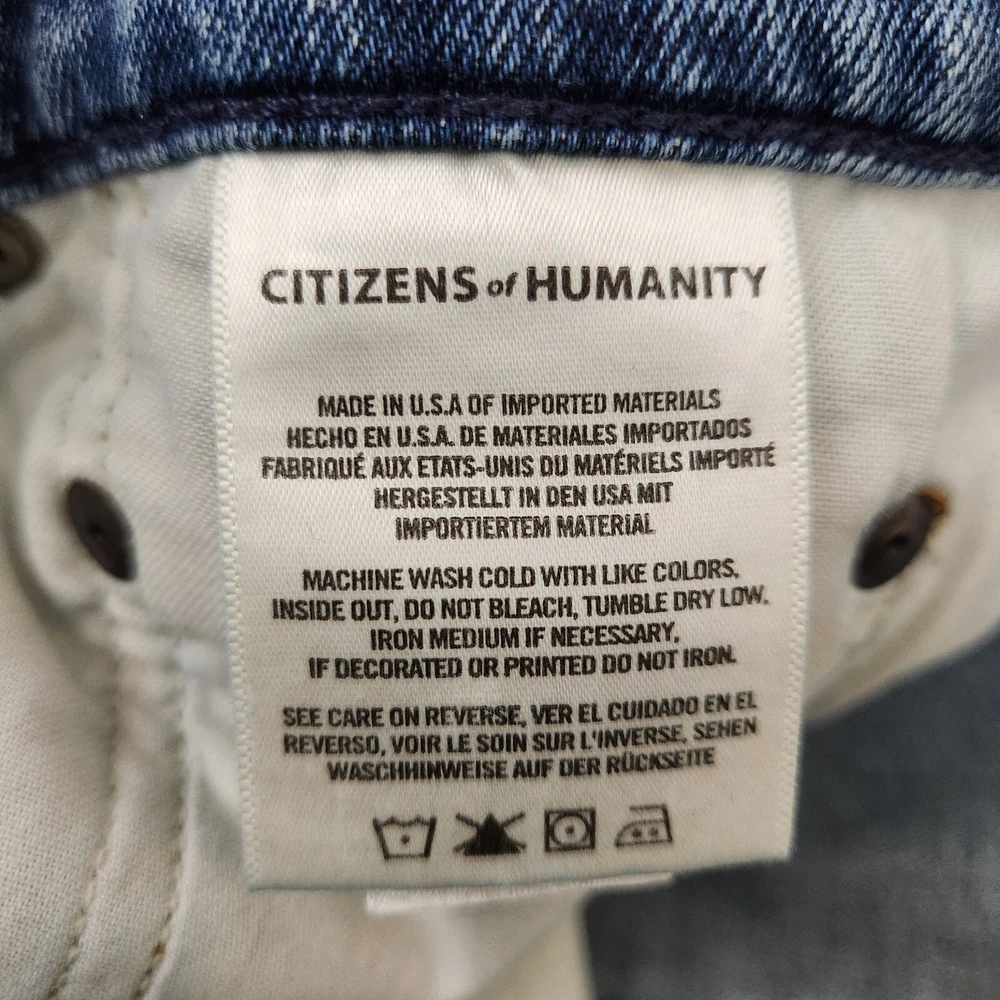 CITIZENS of HUMANITY
MADE IN U.S.A OF IMPORTED MATERIALS
HECHO EN U.S.A. DE MATERIALES IMPORTADOS
FABRIQUÉ AUX ETATS-UNIS DU MATÉRIELS IMPORTÉ
HERGESTELLT IN DEN USA MIT
IMPORTIERTEM MATERIAL
MACHINE WASH COLD WITH LIKE COLORS,
INSIDE OUT, DO NOT BLEACH, TUMBLE DRY LOW.
IRON MEDIUM IF NECESSARY.
IF DECORATED OR PRINTED DO NOT IRON.
SEE CARE ON REVERSE, VER EL CUIDADO EN EL
REVERSO, VOIR LE SOIN SUR L'INVERSE, SEHEN
WASCHHINWEISE AUF DER RÜCKSEITE